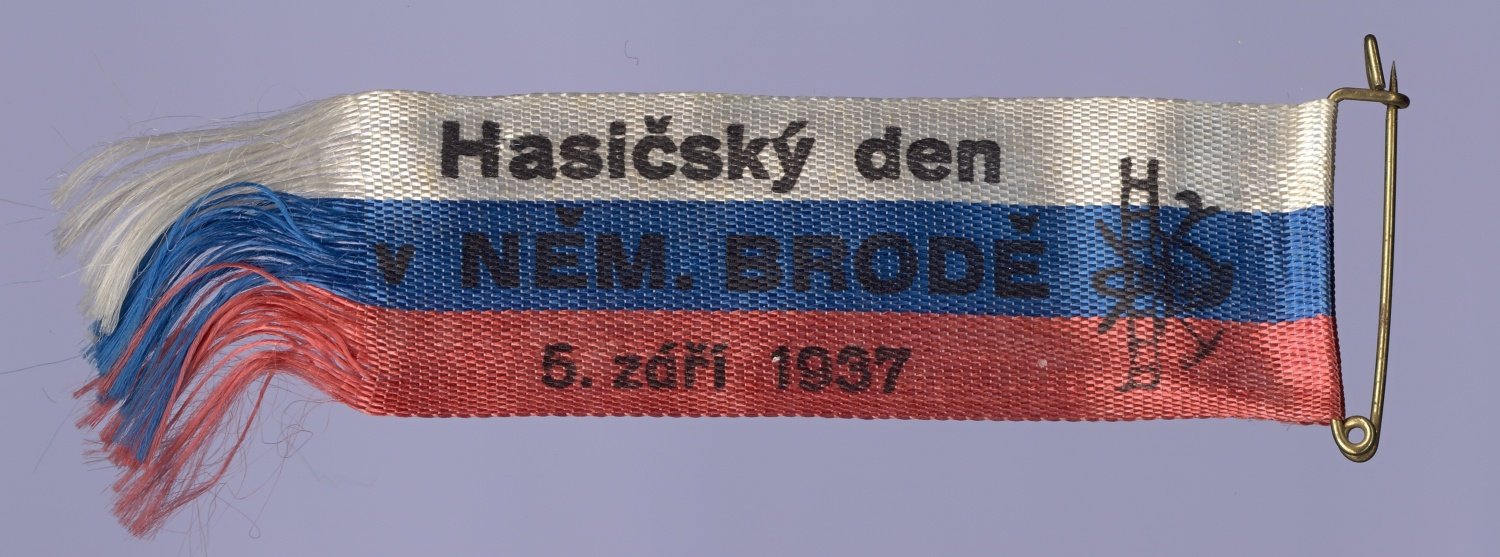 Hasičský den
v NĚM. BRODĚ
5. září 1937